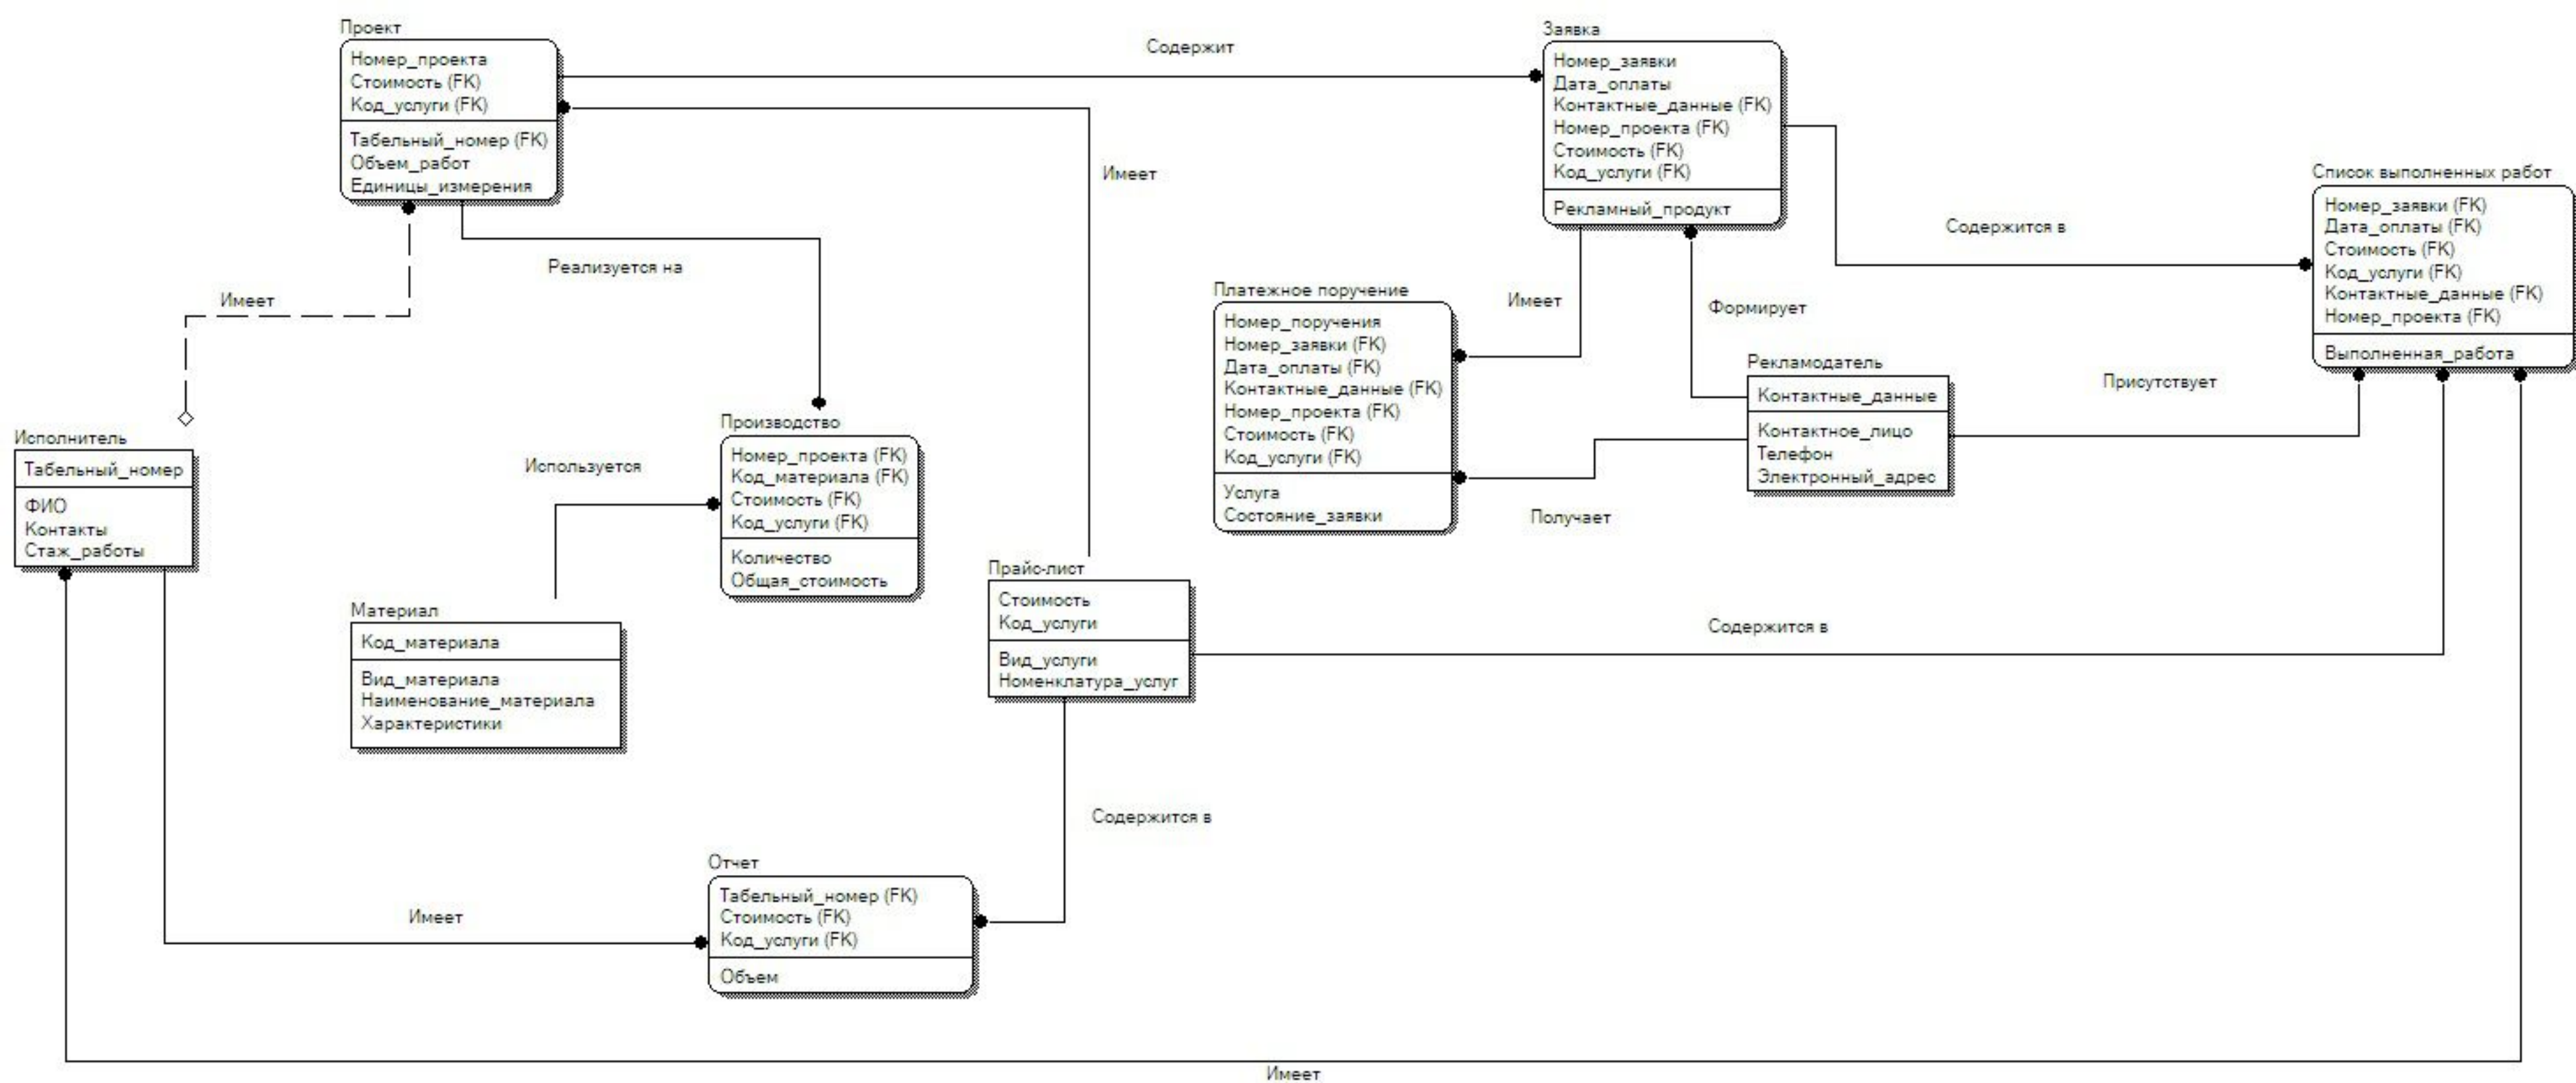 Проект
Номер_проекта
Стоимость (FK)
Код_услуги (FK)
Табельный_номер (FK)
Объем_работ
Единицы_измерения
Содержит
Заявка
Номер_заявки
Дата_оплаты
Контактные_данные (FK)
Номер_проекта (FK)
Стоимость (FK)
Код_услуги (FK)
Рекламный_продукт
Имеет
Содержится в
Список выполненных работ
Номер_заявки (FK)
Дата_оплаты (FK)
Стоимость (FK)
Код_услуги (FK)
Контактные_данные (FK)
Номер_проекта (FK)
Выполненная_работа
Реализуется на
Имеет
Платежное поручение
Номер_поручения
Номер_заявки (FK)
Дата_оплаты (FK)
Контактные_данные (FK)
Номер_проекта (FK)
Стоимость (FK)
Код_услуги (FK)
Услуга
Состояние_заявки
Имеет
Формирует
Рекламодатель
Контактные_данные
Контактное_лицо
Телефон
Электронный_адрес
Присутствует
Получает
Исполнитель
Табельный_номер
ФИО
Контакты
Стаж_работы
Используется
Производство
Номер_проекта (FK)
Код_материала (FK)
Стоимость (FK)
Код_услуги (FK)
Количество
Общая_стоимость
Материал
Код_материала
Вид_материала
Наименование_материала
Характеристики
Прайс-лист
Стоимость
Код_услуги
Вид_услуги
Номенклатура_услуг
Содержится в
Содержится в
Отчет
Табельный_номер (FK)
Стоимость (FK)
Код_услуги (FK)
Объем
Имеет
Имеет